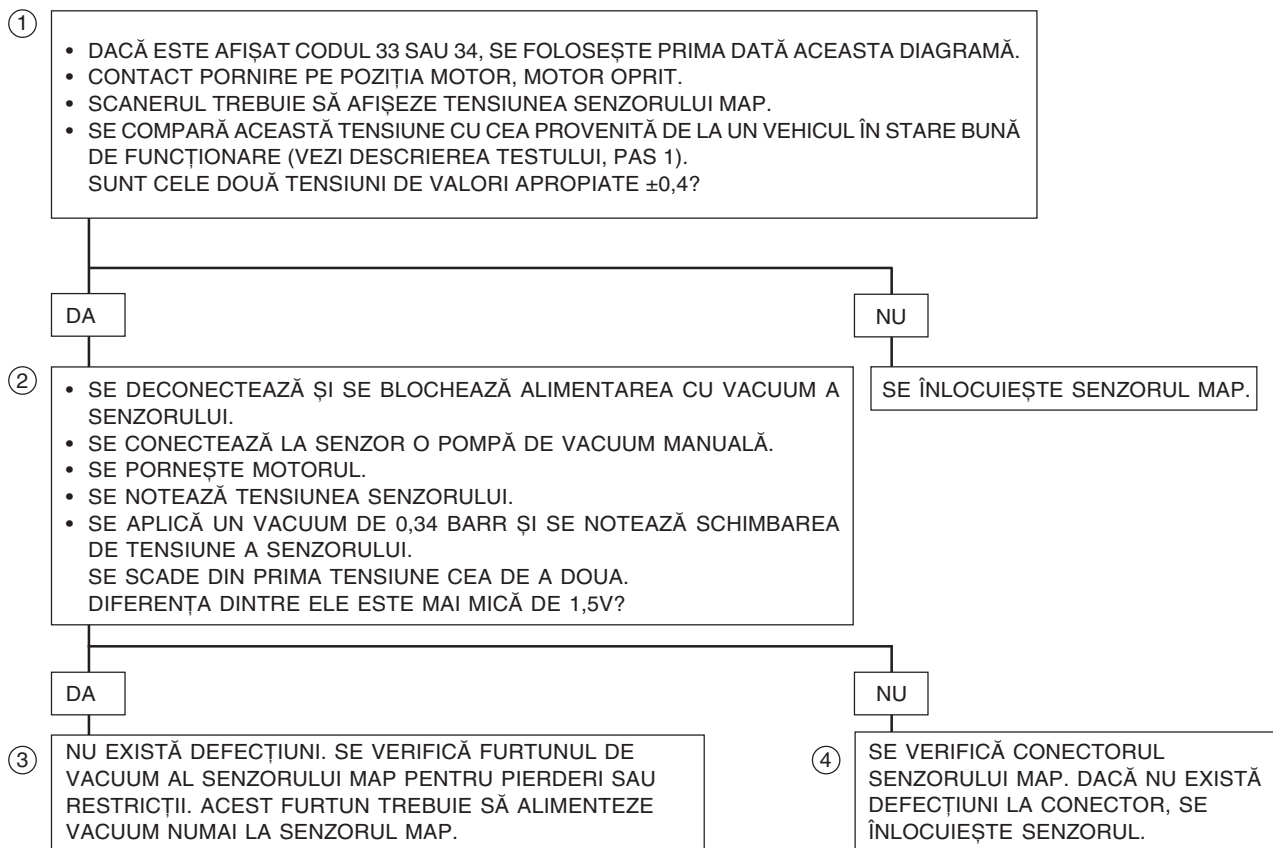 1
• DACĂ ESTE AFIȘAT CODUL 33 SAU 34, SE FOLOSEȘTE PRIMA DATĂ ACEASTA DIAGRAMĂ.
• CONTACT PORNIRE PE POZIȚIA MOTOR, MOTOR OPRIT.
• SCANERUL TREBUIE SĂ AFIȘEZE TENSIUNEA SENZORULUI MAP.
• SE COMPARĂ ACEASTĂ TENSIUNE CU CEA PROVENITĂ DE LA UN VEHICUL ÎN STARE BUNĂ
DE FUNCȚIONARE (VEZI DESCRIEREA TESTULUI, PAS 1).
SUNT CELE DOUĂ TENSIUNI DE VALORI APROPIATE ±0,4?
DA
NU
2
• SE DECONECTEAZĂ ȘI SE BLOCHEAZĂ ALIMENTAREA CU VACUUM A
SENZORULUI.
• SE CONECTEAZĂ LA SENZOR O POMPĂ DE VACUUM MANUALĂ.
• SE PORNEȘTE MOTORUL.
• SE NOTEAZĂ TENSIUNEA SENZORULUI.
• SE APLICĂ UN VACUUM DE 0,34 BARR ȘI SE NOTEAZĂ SCHIMBAREA
DE TENSIUNE A SENZORULUI.
SE SCADE DIN PRIMA TENSIUNE CEA DE A DOUA.
DIFERENȚA DINTRE ELE ESTE MAI MICĂ DE 1,5V?
SE ÎNLOCUIEȘTE SENZORUL MAP.
DA
NU
3
NU EXISTĂ DEFECȚIUNI. SE VERIFICĂ FURTUNUL DE
VACUUM AL SENZORULUI MAP PENTRU PIERDERI SAU
RESTRICȚII. ACEST FURTUN TREBUIE SĂ ALIMENTEZE
VACUUM NUMAI LA SENZORUL MAP.
4
SE VERIFICĂ CONECTORUL
SENZORULUI MAP. DACĂ NU EXISTĂ
DEFECȚIUNI LA CONECTOR, SE
ÎNLOCUIEȘTE SENZORUL.